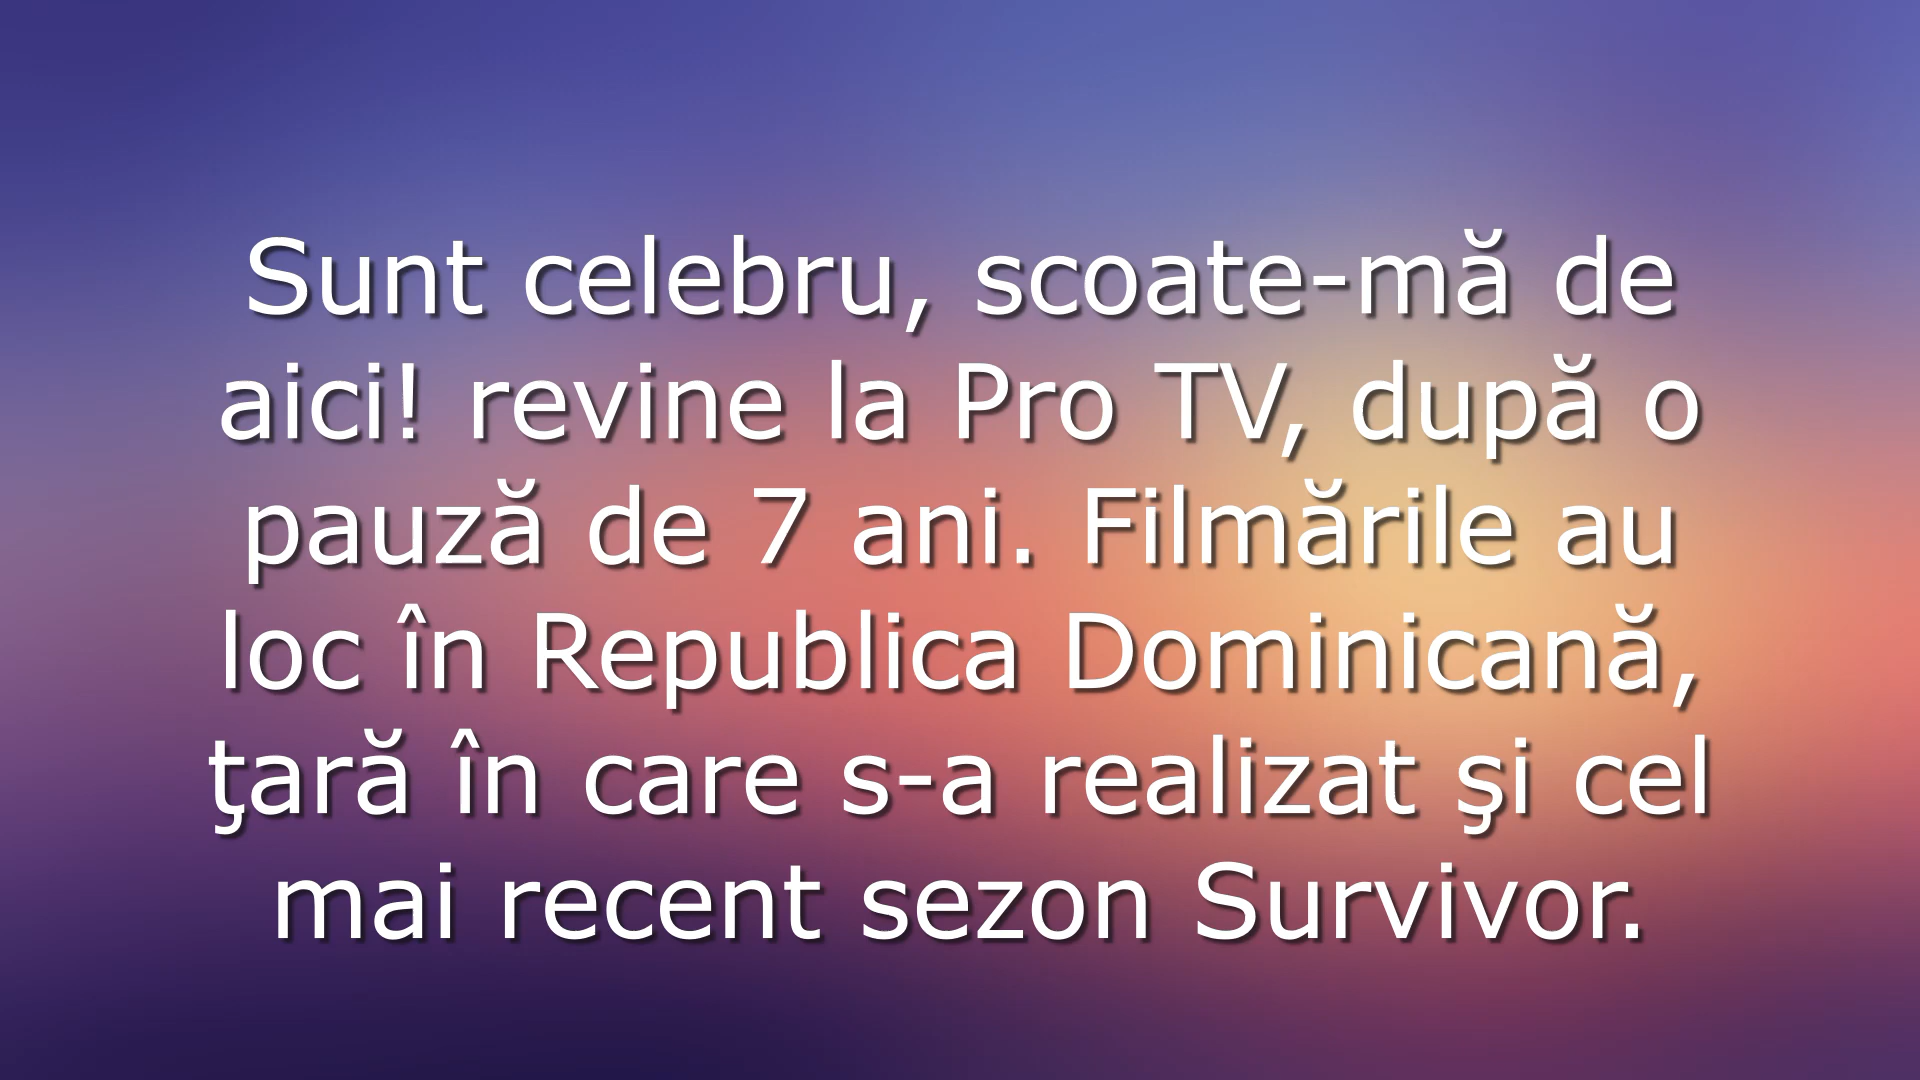 Sunt celebru, scoate-mă de
aici! revine la Pro TV, după o
pauză de 7 ani. Filmările au
loc în Republica Dominicană,
ţară în care s-a realizat şi cel
mai recent sezon Survivor.